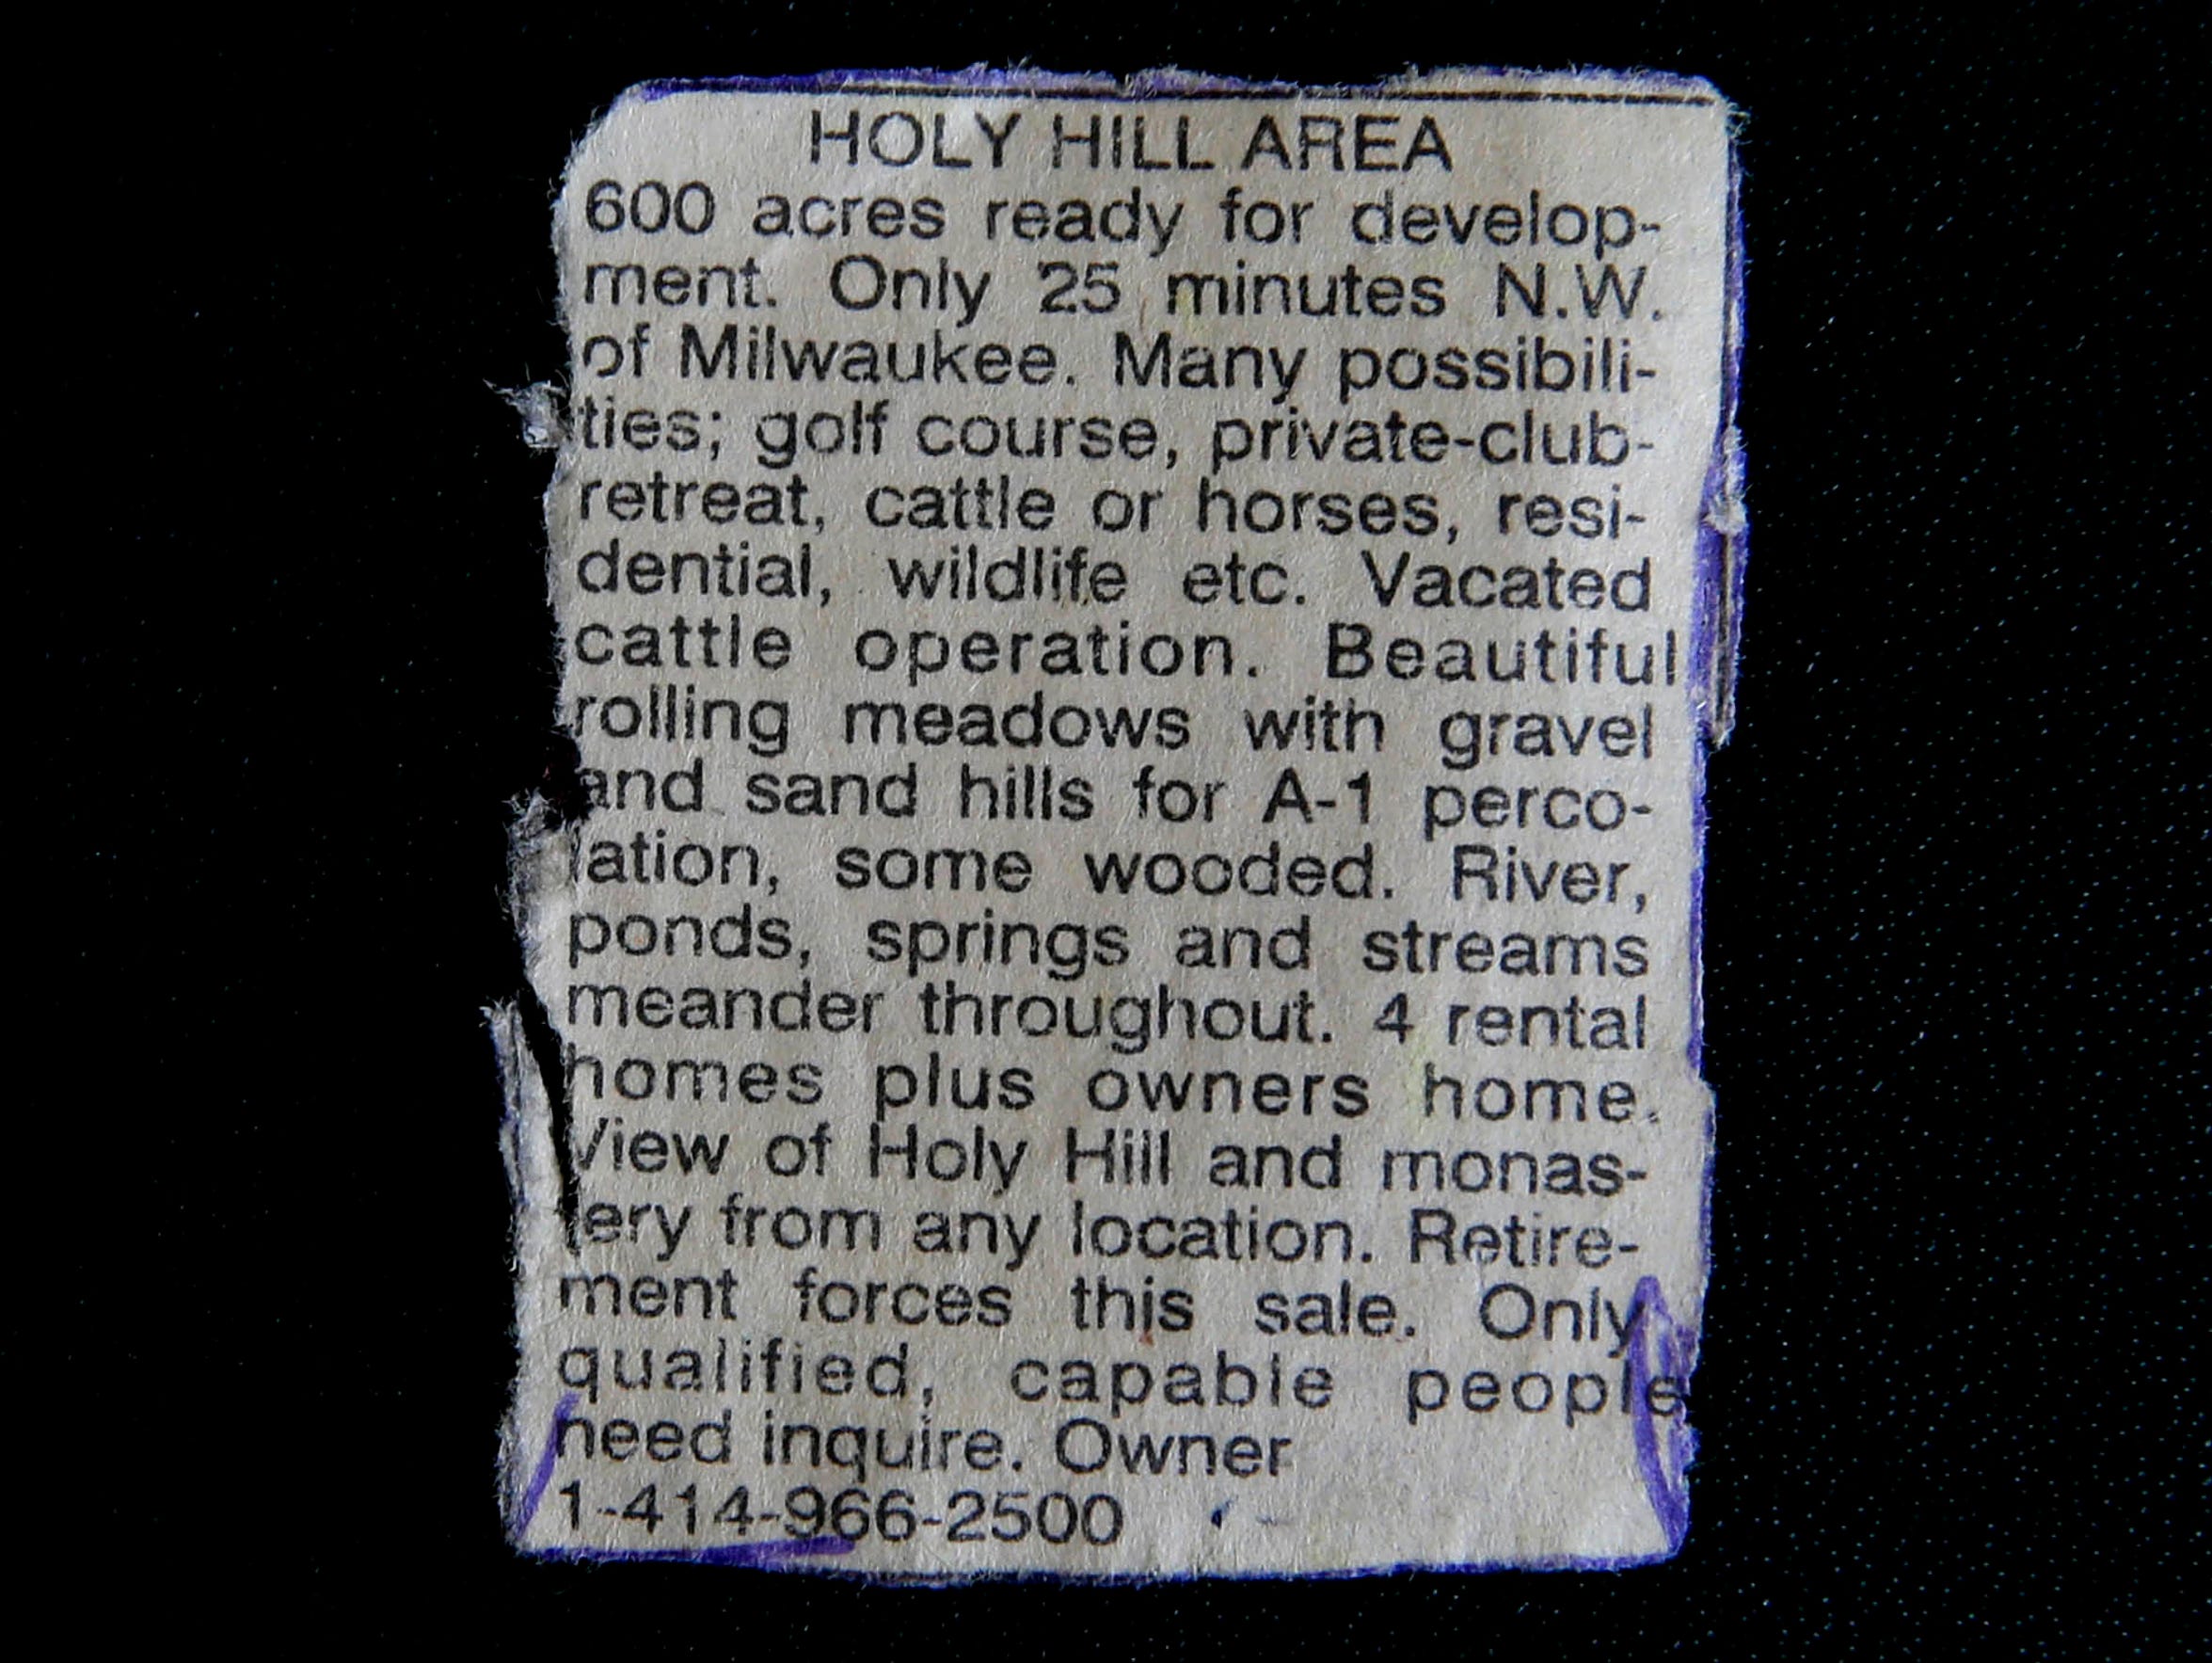 HOLY HILL AREA
600 acres ready for develop-
ment. Only 25 minutes N.W.
of Milwaukee. Many possibili-
ties; golf course, private-club-
retreat, cattle or horses, resi-
dential, wildlife etc. Vacated
cattle operation. Beautiful
rolling meadows with gravel
and sand hills for A-1 perco-
lation, some wooded. River,
ponds, springs and streams
meander throughout. 4 rental
homes plus owners home.
View of Holy Hill and monas-
tery from any location. Retire-
ment forces this sale. Only
qualified, capable people
need inquire. Owner
1-414-966-2500